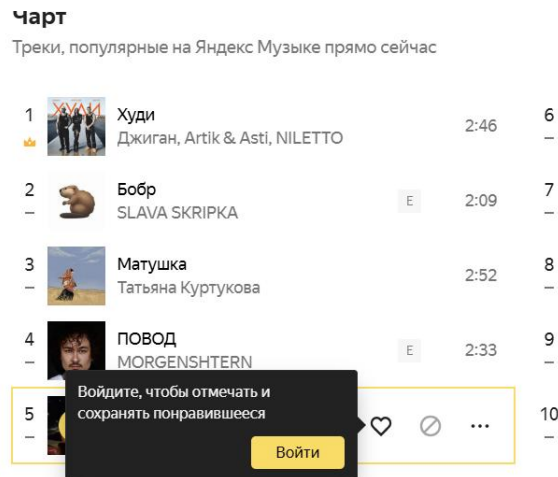 Чарт
Треки, популярные на Яндекс Музыке прямо сейчас
1
ХУДИ
Худи
2:46
Джиган, Artik & Asti, NILETTO
2
Бобр
E
2:09
SLAVA SKRIPKA
3
Матушка
2:52
Татьяна Куртукова
4
ПОВОД
E
2:33
MORGENSHTERN
5
Войдите, чтобы отмечать и
сохранять понравившееся
Войти
6
7
8
9
10